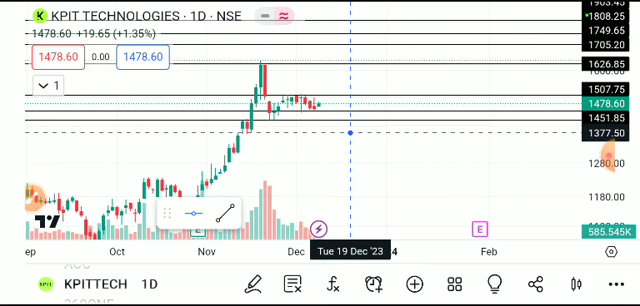 1903.45
KPIT TECHNOLOGIES · 1D · NSE
1808.25
1478.60 +19.65 (+1.35%)
1749.65
1705.20
1478.60 0.00 1478.60
1626.85
1
1507.75
1478.60
1451.85
1377.50
1280.00
1180.00
585.545K
E
E
Oct Nov Dec Tue 19 Dec '23 Feb
KPIT KPITTECH 1D